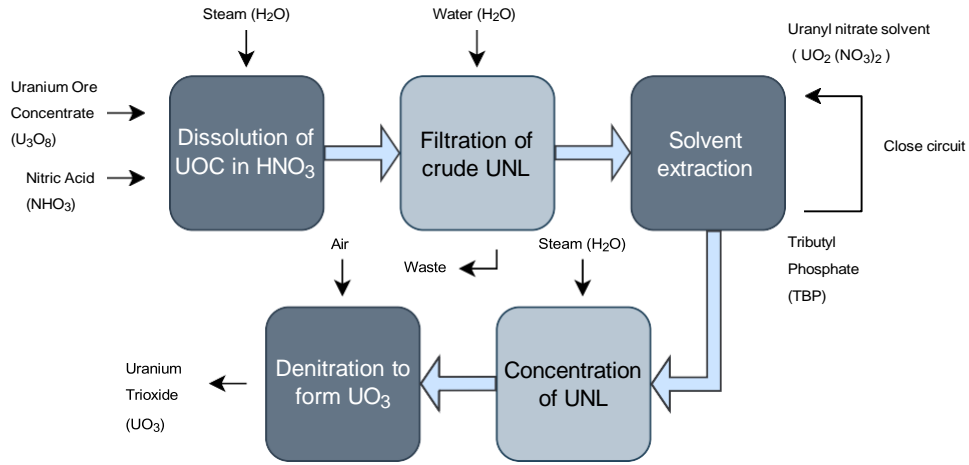 Steam (H₂O)
Water (H₂O)
Uranyl nitrate solvent
( UO₂ (NO₃)₂ )
Uranium Ore
Concentrate
(U₃O₈)
Nitric Acid
(NHO₃)
Dissolution of
UOC in HNO₃
Filtration of
crude UNL
Solvent
extraction
Close circuit
Tributyl
Phosphate
(TBP)
Air
Waste
Steam (H₂O)
Uranium
Trioxide
(UO₃)
Denitration to
form UO₃
Concentration
of UNL